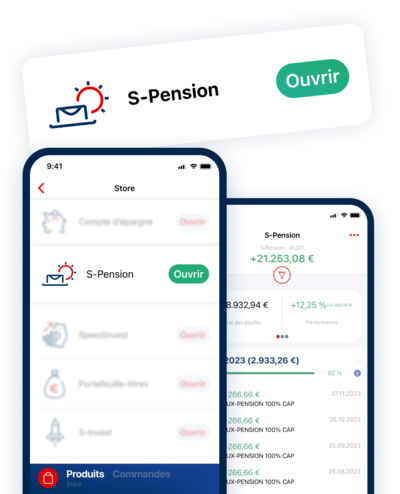 S-Pension
Ouvrir
9:41
Store
Compte d'épargne
Ouvrir
S-Pension
Ouvrir
Speedinvest
Ouvrir
Portefeuille-titres
Ouvrir
S-Invest
Ouvrir
Produits
Commandes
Store
S-Pension
S-Pension - 45207
+21.253,08 €
8.932,94 €
+12,25 %
al des Dépôts
Performance
2023 (2.933,26 €)
92 %
266,66 €
27.11.2023
UX-PENSION 100% CAP
266,66 €
25.10.2023
UX-PENSION 100% CAP
266,66 €
25.09.2023
UX-PENSION 100% CAP
266,66 €
25.08.2023
UX-PENSION 100% CAP